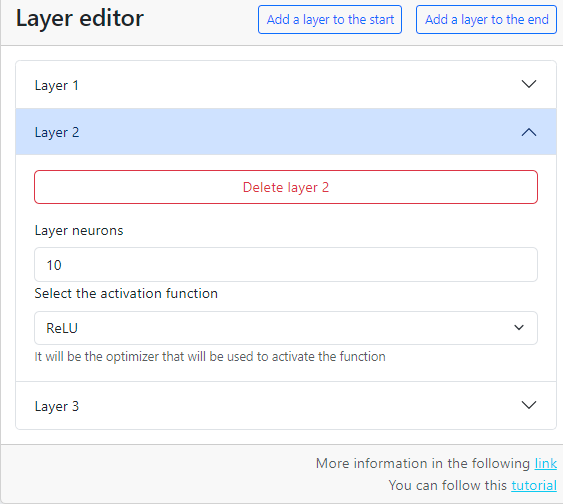 Layer editor
Add a layer to the start
Add a layer to the end
Layer 1
Layer 2
Delete layer 2
Layer neurons
10
Select the activation function
ReLU
It will be the optimizer that will be used to activate the function
Layer 3
More information in the following link
You can follow this tutorial